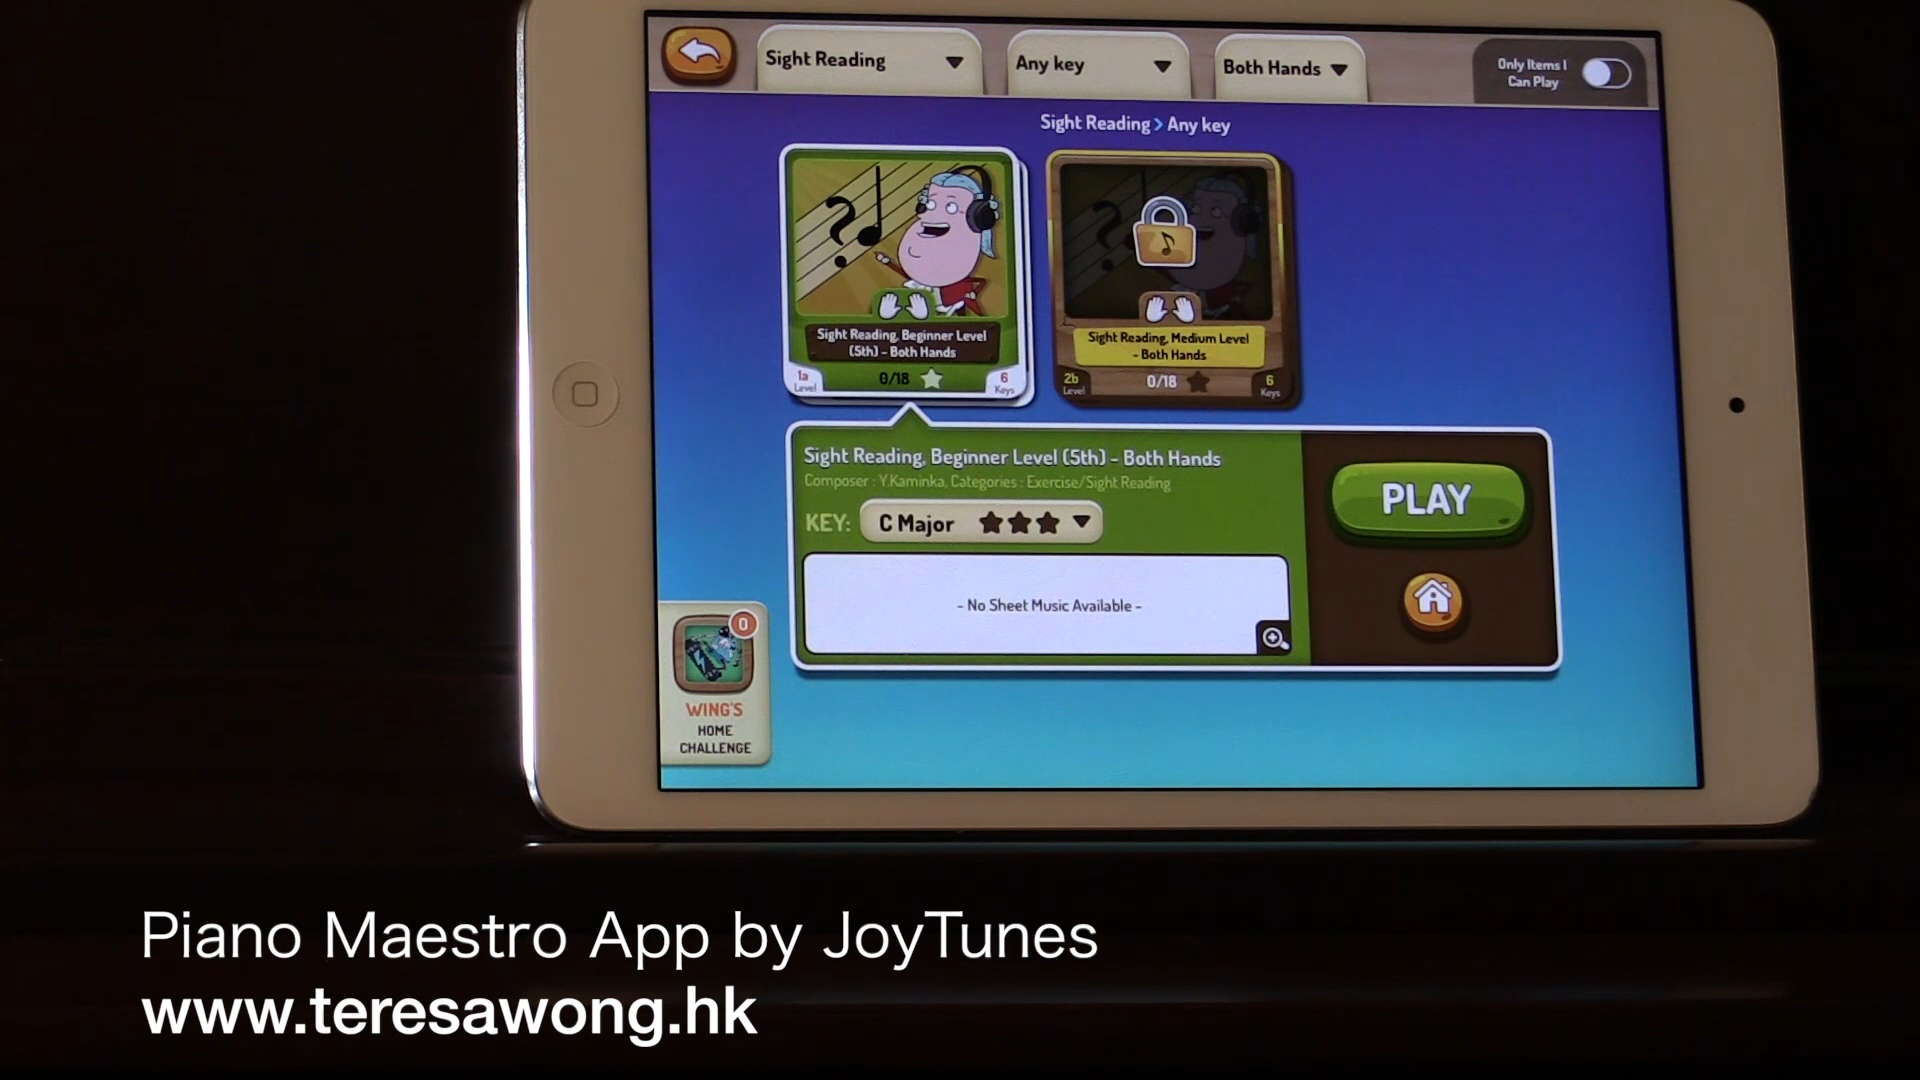 Sight Reading
Any key
Both Hands
Only Items I
Can Play
Sight Reading > Any key
Sight Reading, Beginner Level
(5th) - Both Hands
1a
Level
0/18
6
Keys
Sight Reading, Medium Level
- Both Hands
2b
Level
0/18
6
Keys
Sight Reading, Beginner Level (5th) - Both Hands
Composer : Y.Kaminka, Categories : Exercise/Sight Reading
KEY:
C Major
PLAY
- No Sheet Music Available -
0
WING'S
HOME
CHALLENGE
Piano Maestro App by JoyTunes
www.teresawong.hk